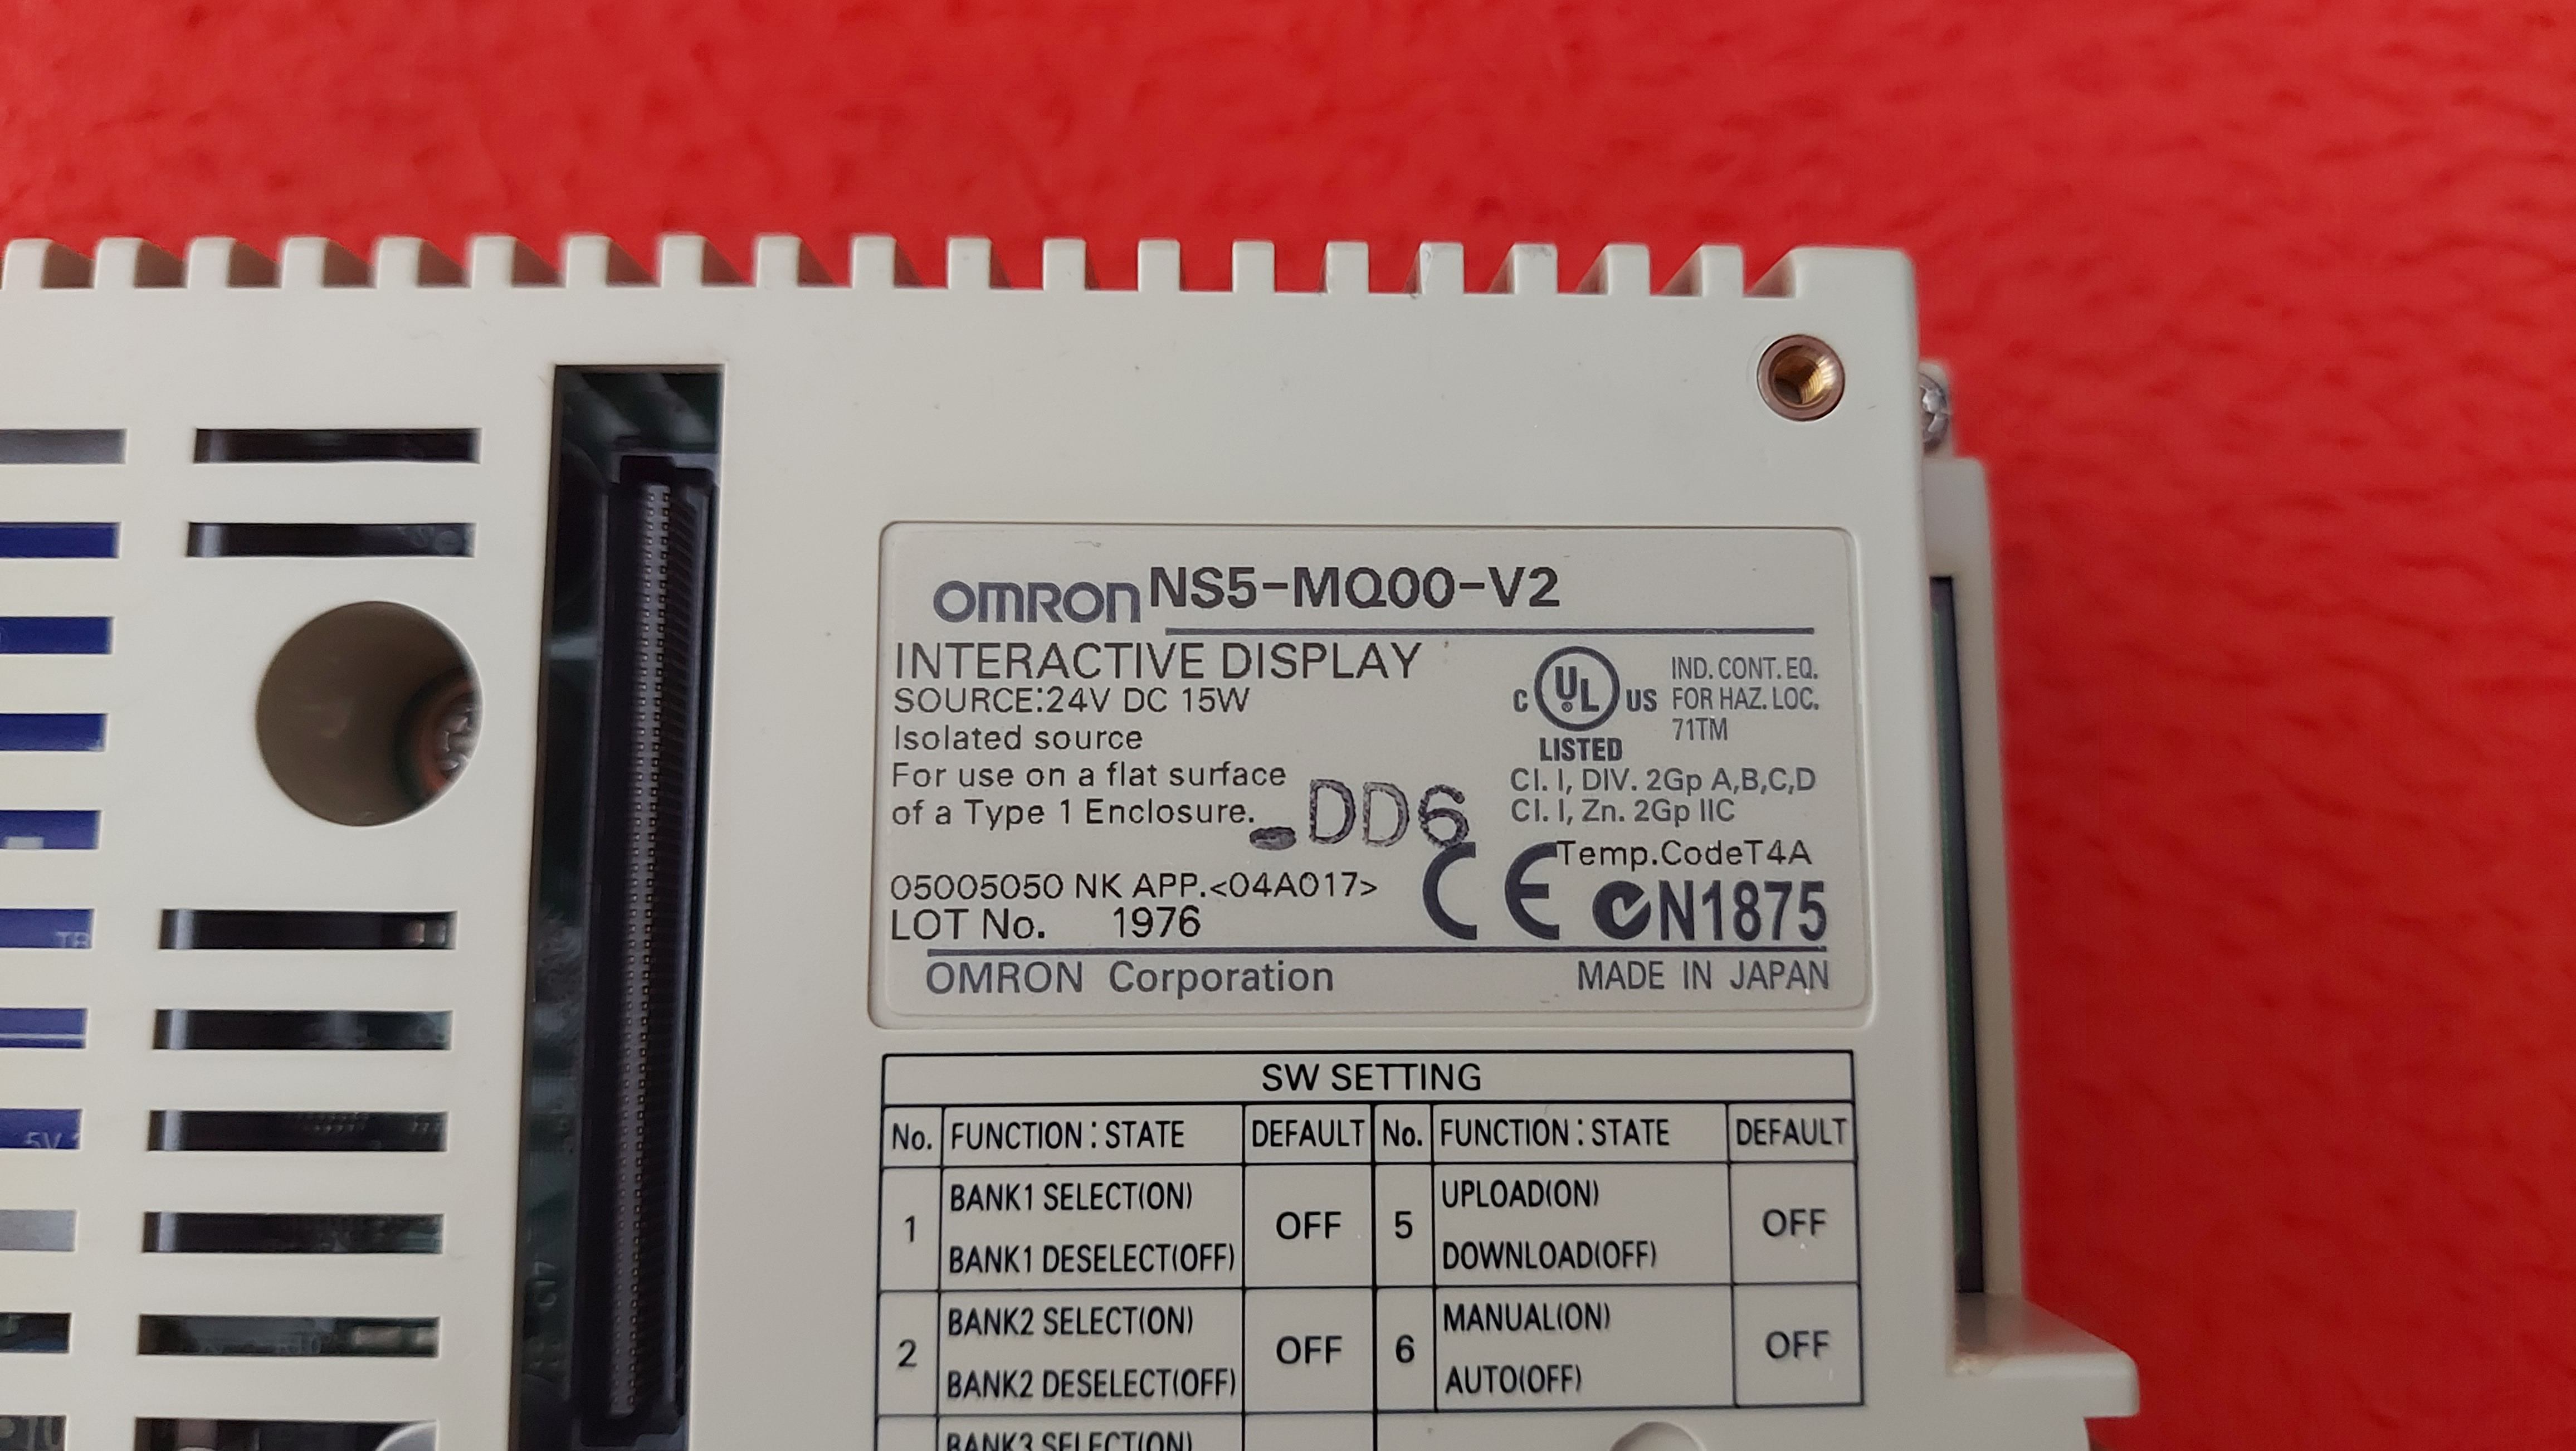 OMRON NS5-MQ00-V2
INTERACTIVE DISPLAY
SOURCE:24V DC 15W
Isolated source
For use on a flat surface
of a Type 1 Enclosure.
-DD6
C UL US
LISTED
IND. CONT. EQ.
FOR HAZ. LOC.
71TM
Cl. I, DIV. 2Gp A,B,C,D
Cl. I, Zn. 2Gp IIC
Temp.CodeT4A
05005050 NK APP.<04A017>
LOT No. 1976
CE N1875
OMRON Corporation MADE IN JAPAN
SW SETTING
No. FUNCTION : STATE DEFAULT No. FUNCTION : STATE DEFAULT
1 BANK1 SELECT(ON) BANK1 DESELECT(OFF) OFF 5 UPLOAD(ON) DOWNLOAD(OFF) OFF
2 BANK2 SELECT(ON) BANK2 DESELECT(OFF) OFF 6 MANUAL(ON) AUTO(OFF) OFF
BANK3 SELECT(ON)
5V
C17